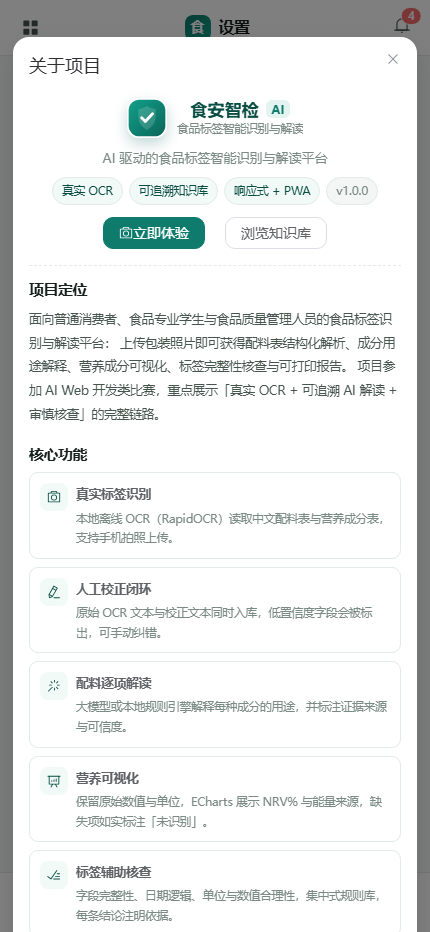 食 设置
4
关于项目
食安智检 AI
食品标签智能识别与解读
AI 驱动的食品标签智能识别与解读平台
真实 OCR 可追溯知识库 响应式 + PWA v1.0.0
立即体验 浏览知识库
项目定位
面向普通消费者、食品专业学生与食品质量管理人员的食品标签识
别与解读平台： 上传包装照片即可获得配料表结构化解析、成分用
途解释、营养成分可视化、标签完整性核查与可打印报告。 项目参
加 AI Web 开发类比赛，重点展示「真实 OCR + 可追溯 AI 解读 +
审慎核查」的完整链路。
核心功能
真实标签识别
本地离线 OCR（RapidOCR）读取中文配料表与营养成分表，
支持手机拍照上传。
人工校正闭环
原始 OCR 文本与校正文本同时入库，低置信度字段会被标
出，可手动纠错。
配料逐项解读
大模型或本地规则引擎解释每种成分的用途，并标注证据来源
与可信度。
营养可视化
保留原始数值与单位，ECharts 展示 NRV% 与能量来源，缺
失项如实标注「未识别」。
标签辅助核查
字段完整性、日期逻辑、单位与数值合理性，集中式规则库，
每条结论注明依据。